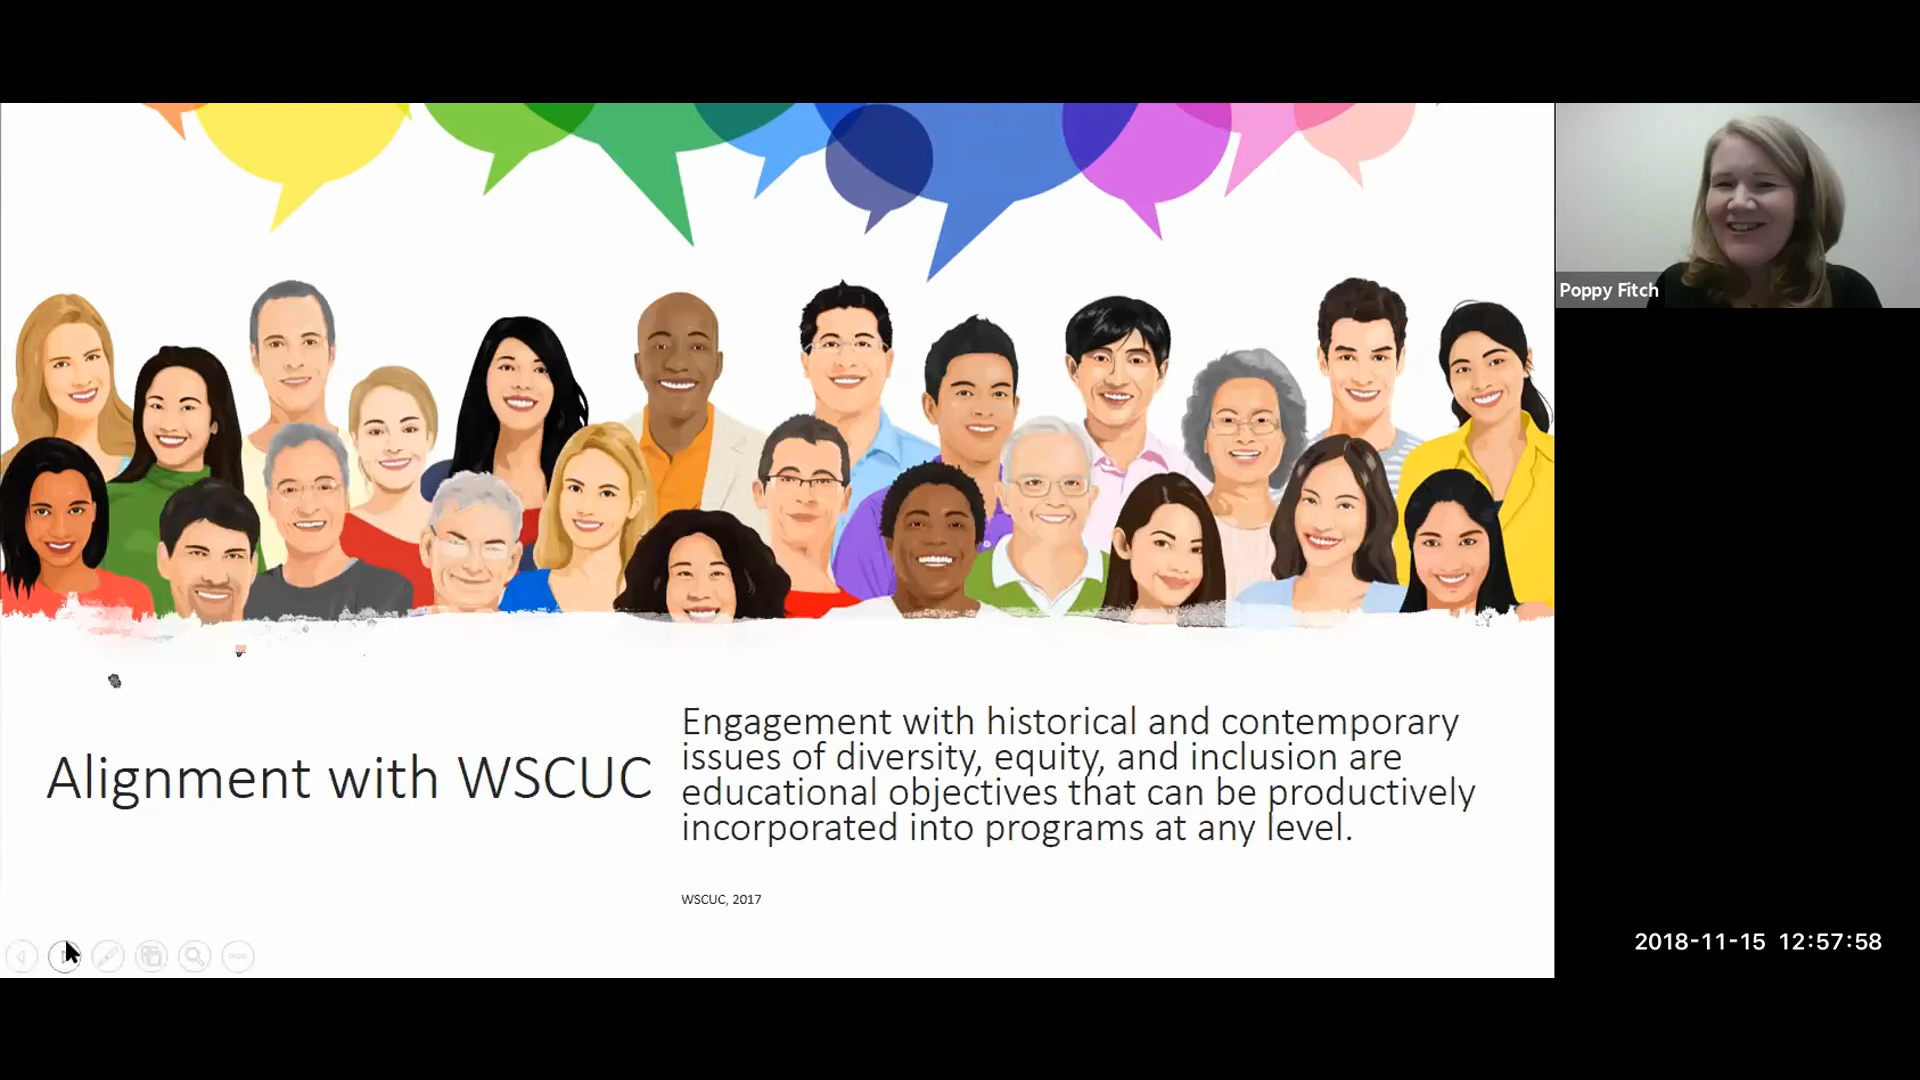 Poppy Fitch
Alignment with WSCUC
Engagement with historical and contemporary
issues of diversity, equity, and inclusion are
educational objectives that can be productively
incorporated into programs at any level.
WSCUC, 2017
2018-11-15 12:57:58